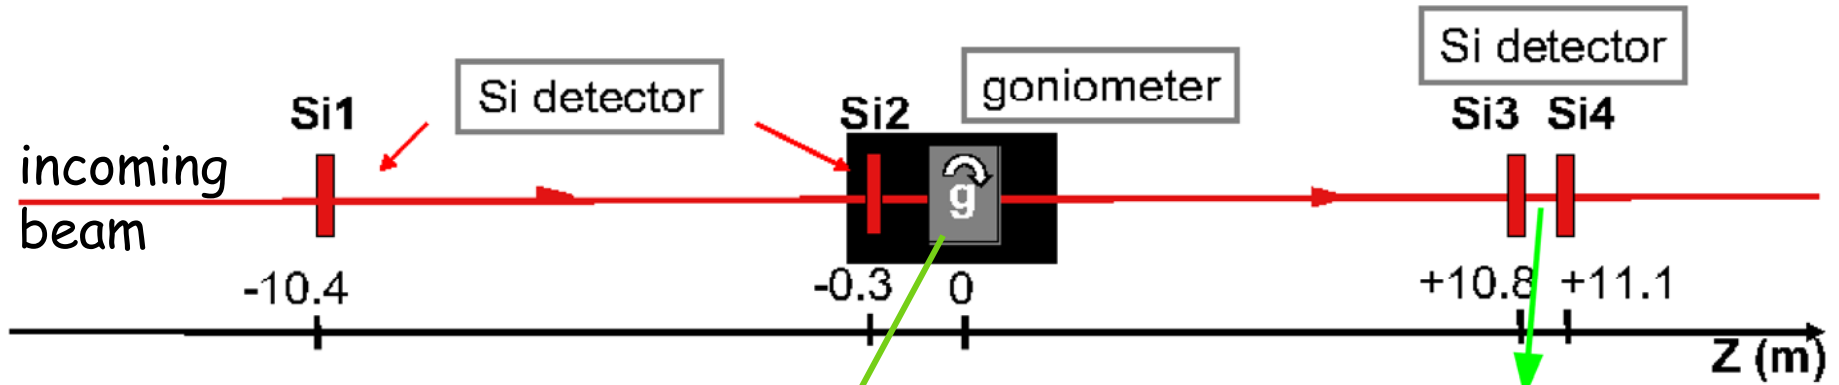 Si detector
goniometer
Si detector
Si1
Si2
Si3
Si4
incoming
beam
g
-10.4
-0.3
0
+10.8
+11.1
Z (m)